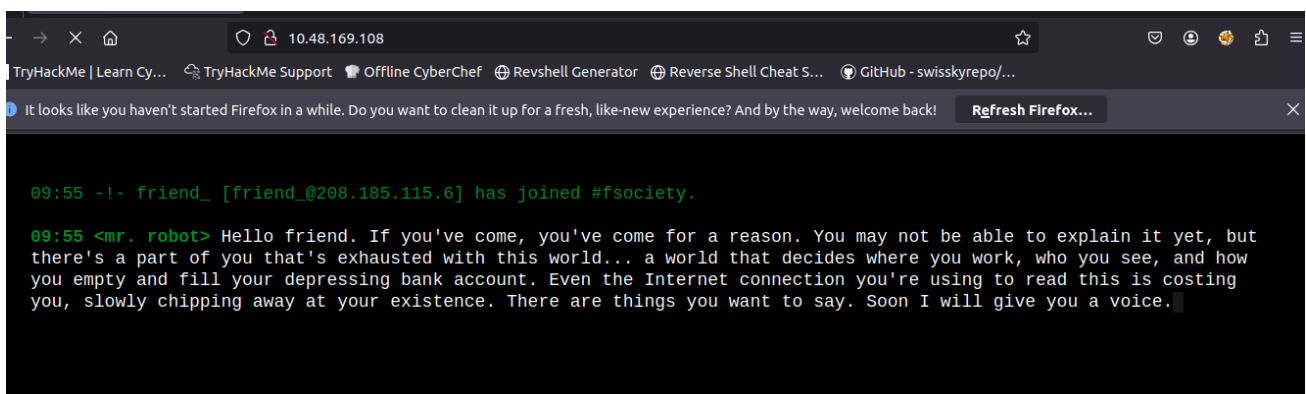 10.48.169.108
TryHackMe | Learn Cy... TryHackMe Support Offline CyberChef Revshell Generator Reverse Shell Cheat S... GitHub - swisskyrepo/...
It looks like you haven't started Firefox in a while. Do you want to clean it up for a fresh, like-new experience? And by the way, welcome back! Refresh Firefox...
09:55 -!- friend_ [friend_@208.185.115.6] has joined #fsociety.
09:55 <mr. robot> Hello friend. If you've come, you've come for a reason. You may not be able to explain it yet, but
there's a part of you that's exhausted with this world... a world that decides where you work, who you see, and how
you empty and fill your depressing bank account. Even the Internet connection you're using to read this is costing
you, slowly chipping away at your existence. There are things you want to say. Soon I will give you a voice.